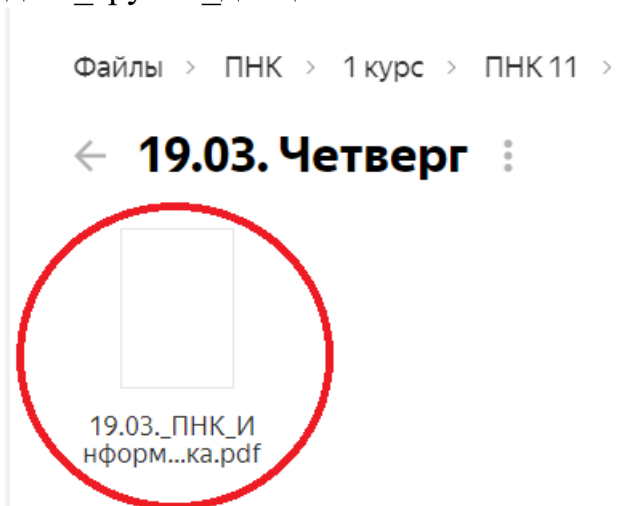 Файлы > ПНК > 1 курс > ПНК 11 >
← 19.03. Четверг
19.03._ПНК_И
нформ...ка.pdf